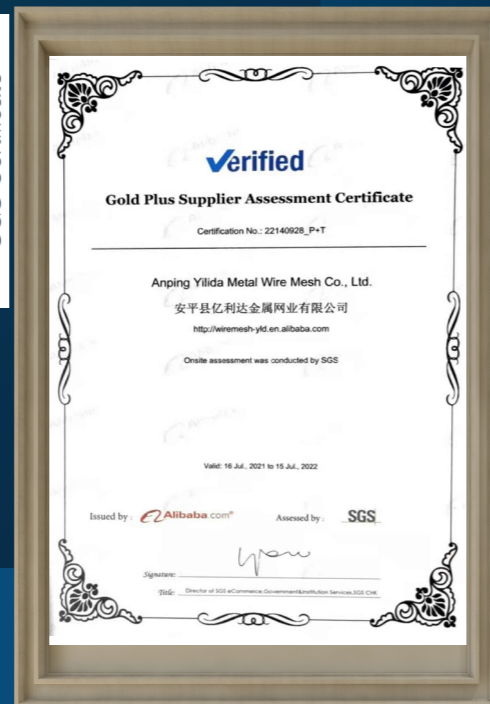 Verified
Gold Plus Supplier Assessment Certificate
Certification No.: 22140928_P+T
Anping Yilida Metal Wire Mesh Co., Ltd.
安平县亿利达金属网业有限公司
http://wiremesh-yld.en.alibaba.com
Onsite assessment was conducted by SGS
Valid: 16 Jul., 2021 to 15 Jul., 2022
Issued by : Alibaba.com® Assessed by : SGS
Signature:
Title: Director of SGS eCommerce,Government&Institution Services,SGS CHK